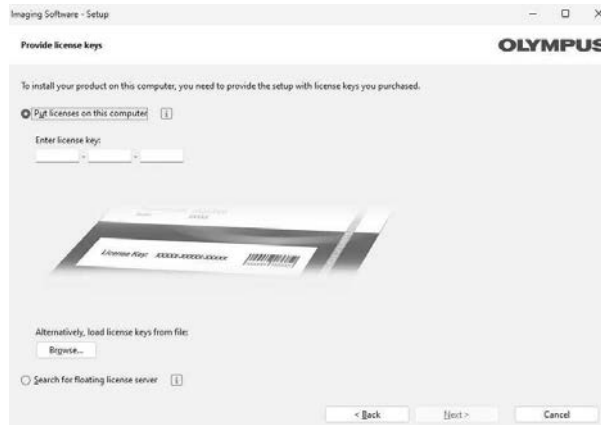 Imaging Software - Setup
Provide license keys
OLYMPUS
To install your product on this computer, you need to provide the setup with license keys you purchased.
Put licenses on this computer
Enter license key:
- -
License Key: XXXXX-XXXXX-XXXXX
Alternatively, load license keys from file:
Browse...
Search for floating license server
< Back Next > Cancel